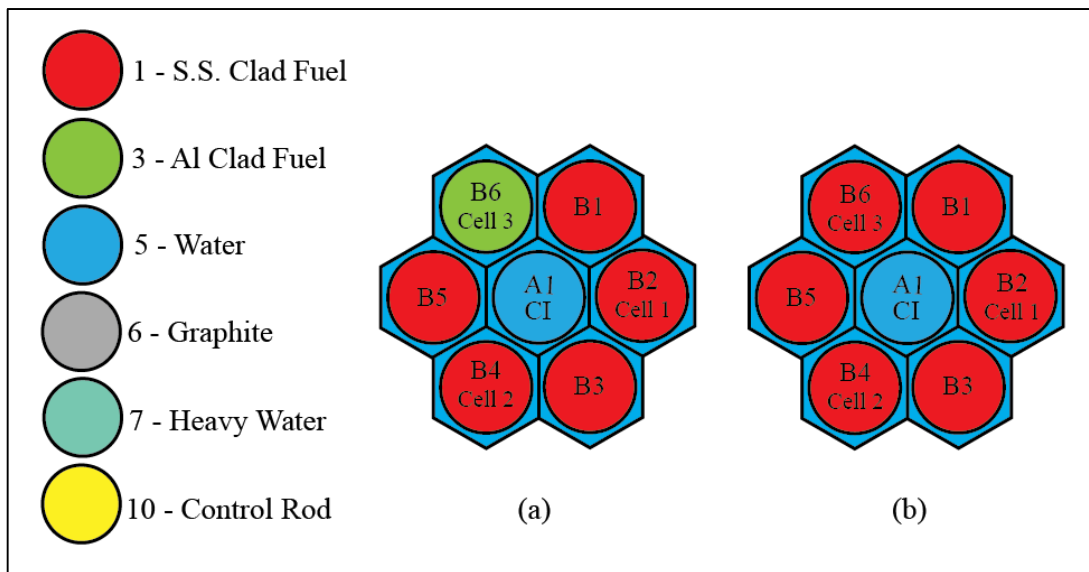 1 - S.S. Clad Fuel
3 - Al Clad Fuel
5 - Water
6 - Graphite
7 - Heavy Water
10 - Control Rod
B6
Cell 3
B1
B5
A1
CI
B2
Cell 1
B4
Cell 2
B3
(a)
B6
Cell 3
B1
B5
A1
CI
B2
Cell 1
B4
Cell 2
B3
(b)